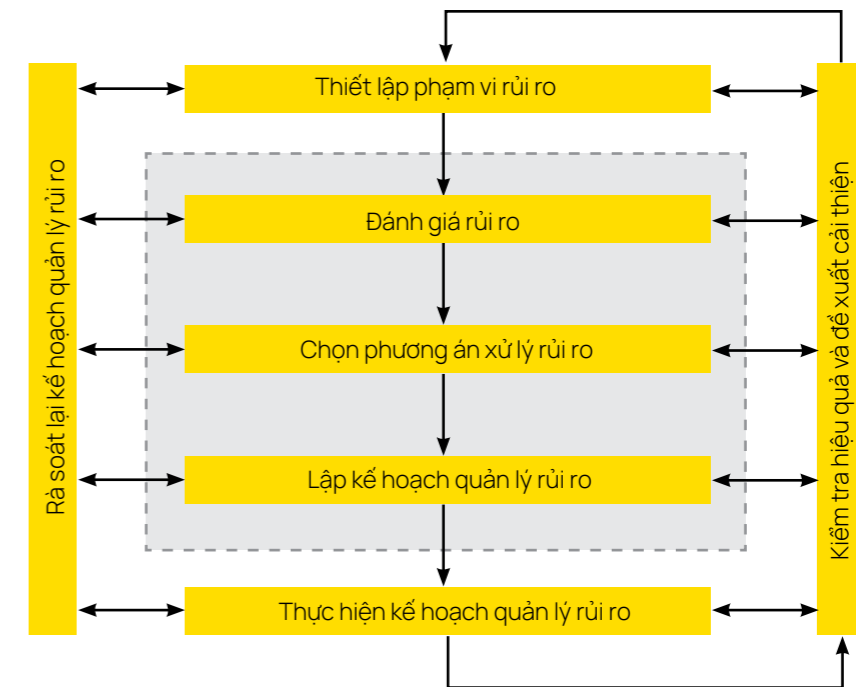 Thiết lập phạm vi rủi ro
Rà soát lại kế hoạch quản lý rủi ro
Đánh giá rủi ro
Chọn phương án xử lý rủi ro
Lập kế hoạch quản lý rủi ro
Thực hiện kế hoạch quản lý rủi ro
Kiểm tra hiệu quả và đề xuất cải thiện